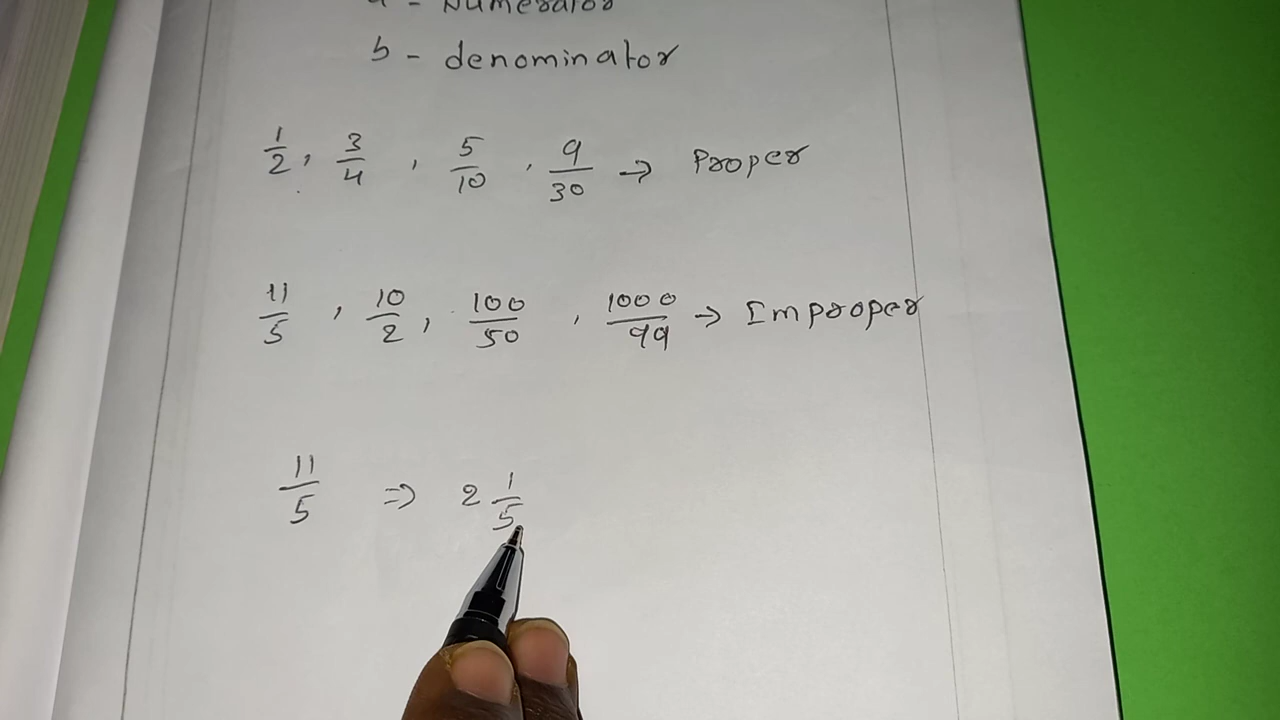 a - Numerator
b - denominator
1/2, 3/4, 5/10, 9/30 → Proper
11/5, 10/2, 100/50, 1000/99 → Improper
11/5 ⇒ 2 1/5